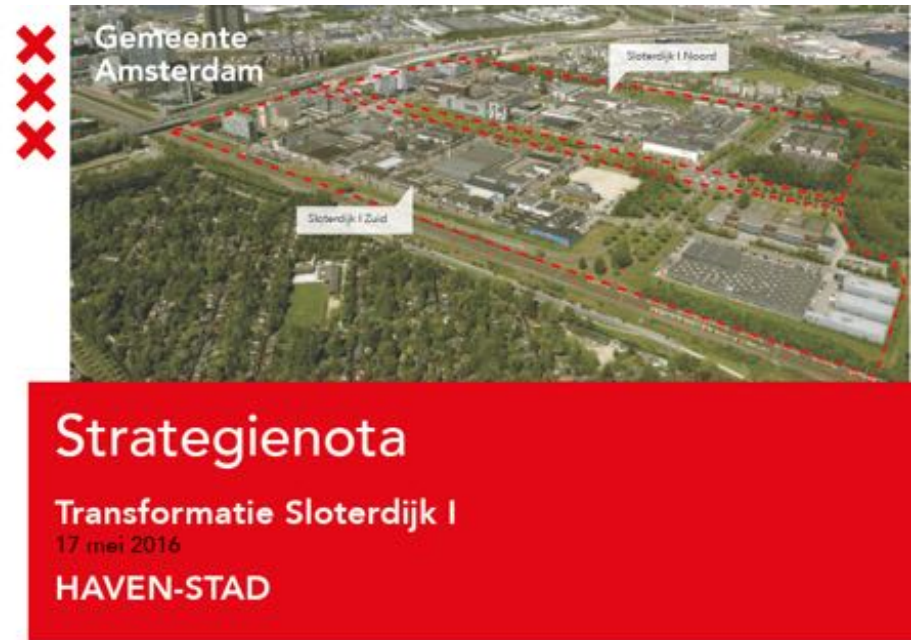 Gemeente
Amsterdam
Sloterdijk I Noord
Sloterdijk I Zuid
Strategienota
Transformatie Sloterdijk I
17 mei 2016
HAVEN-STAD